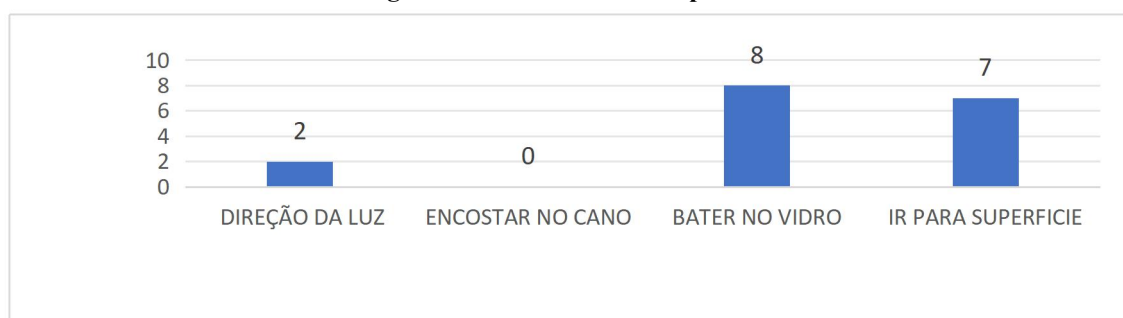 10
8
6
4
2
0
2
0
8
7
DIREÇÃO DA LUZ
ENCOSTAR NO CANO
BATER NO VIDRO
IR PARA SUPERFICIE